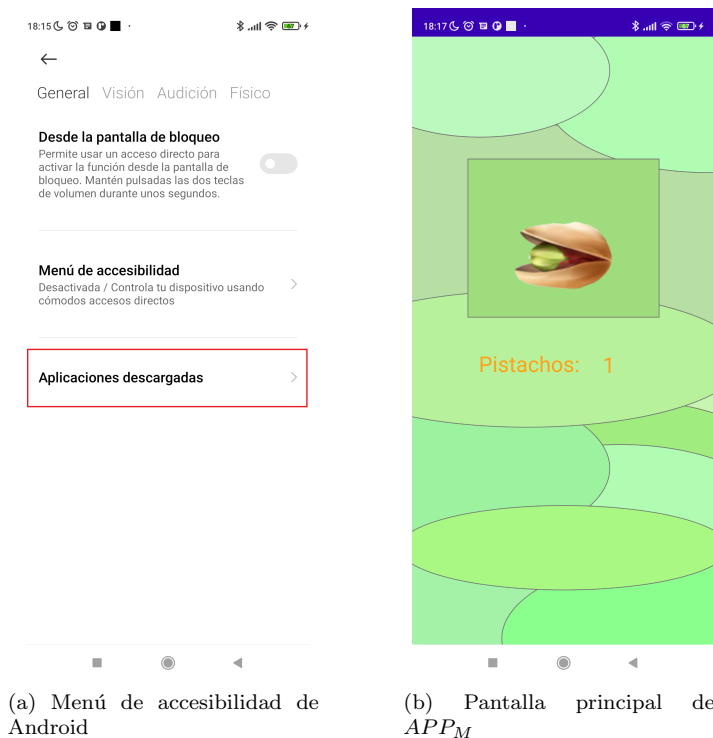 18:15
General Visión Audición Físico
Desde la pantalla de bloqueo
Permite usar un acceso directo para
activar la función desde la pantalla de
bloqueo. Mantén pulsadas las dos teclas
de volumen durante unos segundos.
Menú de accesibilidad
Desactivada / Controla tu dispositivo usando
cómodos accesos directos
Aplicaciones descargadas
(a) Menú de accesibilidad de
Android
18:17
Pistachos: 1
(b) Pantalla principal de
APP_M